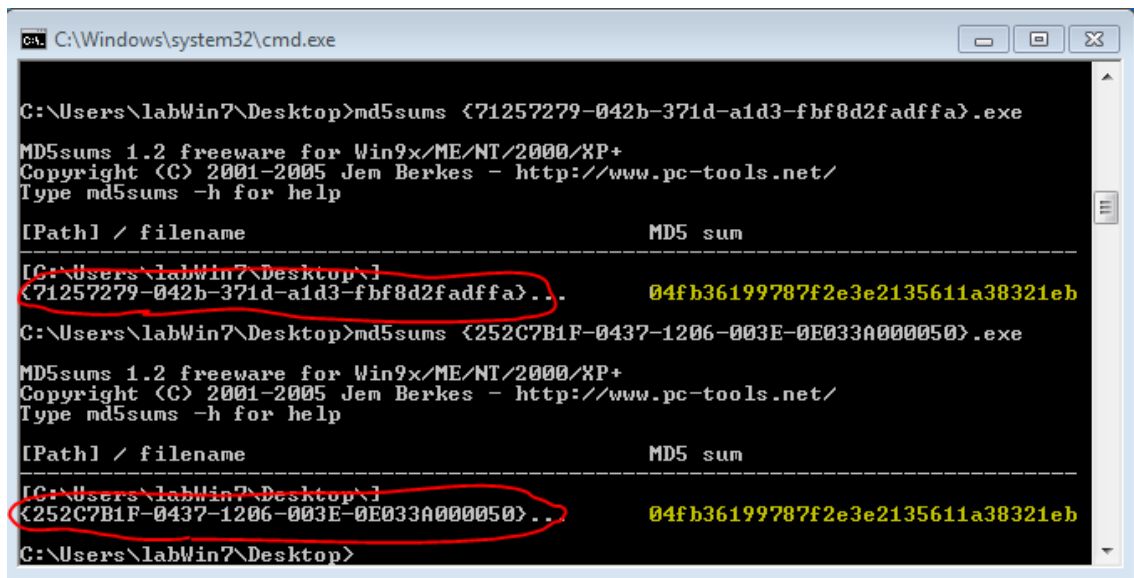 C:\Windows\system32\cmd.exe
C:\Users\labWin7\Desktop>md5sums {71257279-042b-371d-a1d3-fbf8d2fadffa}.exe
MD5sums 1.2 freeware for Win9x/ME/NT/2000/XP+
Copyright (C) 2001-2005 Jem Berkes - http://www.pc-tools.net/
Type md5sums -h for help
[Path] / filename MD5 sum
[C:\Users\labWin7\Desktop\]
{71257279-042b-371d-a1d3-fbf8d2fadffa}... 04fb36199787f2e3e2135611a38321eb
C:\Users\labWin7\Desktop>md5sums {252C7B1F-0437-1206-003E-0E033A000050}.exe
MD5sums 1.2 freeware for Win9x/ME/NT/2000/XP+
Copyright (C) 2001-2005 Jem Berkes - http://www.pc-tools.net/
Type md5sums -h for help
[Path] / filename MD5 sum
[C:\Users\labWin7\Desktop\]
{252C7B1F-0437-1206-003E-0E033A000050}... 04fb36199787f2e3e2135611a38321eb
C:\Users\labWin7\Desktop>